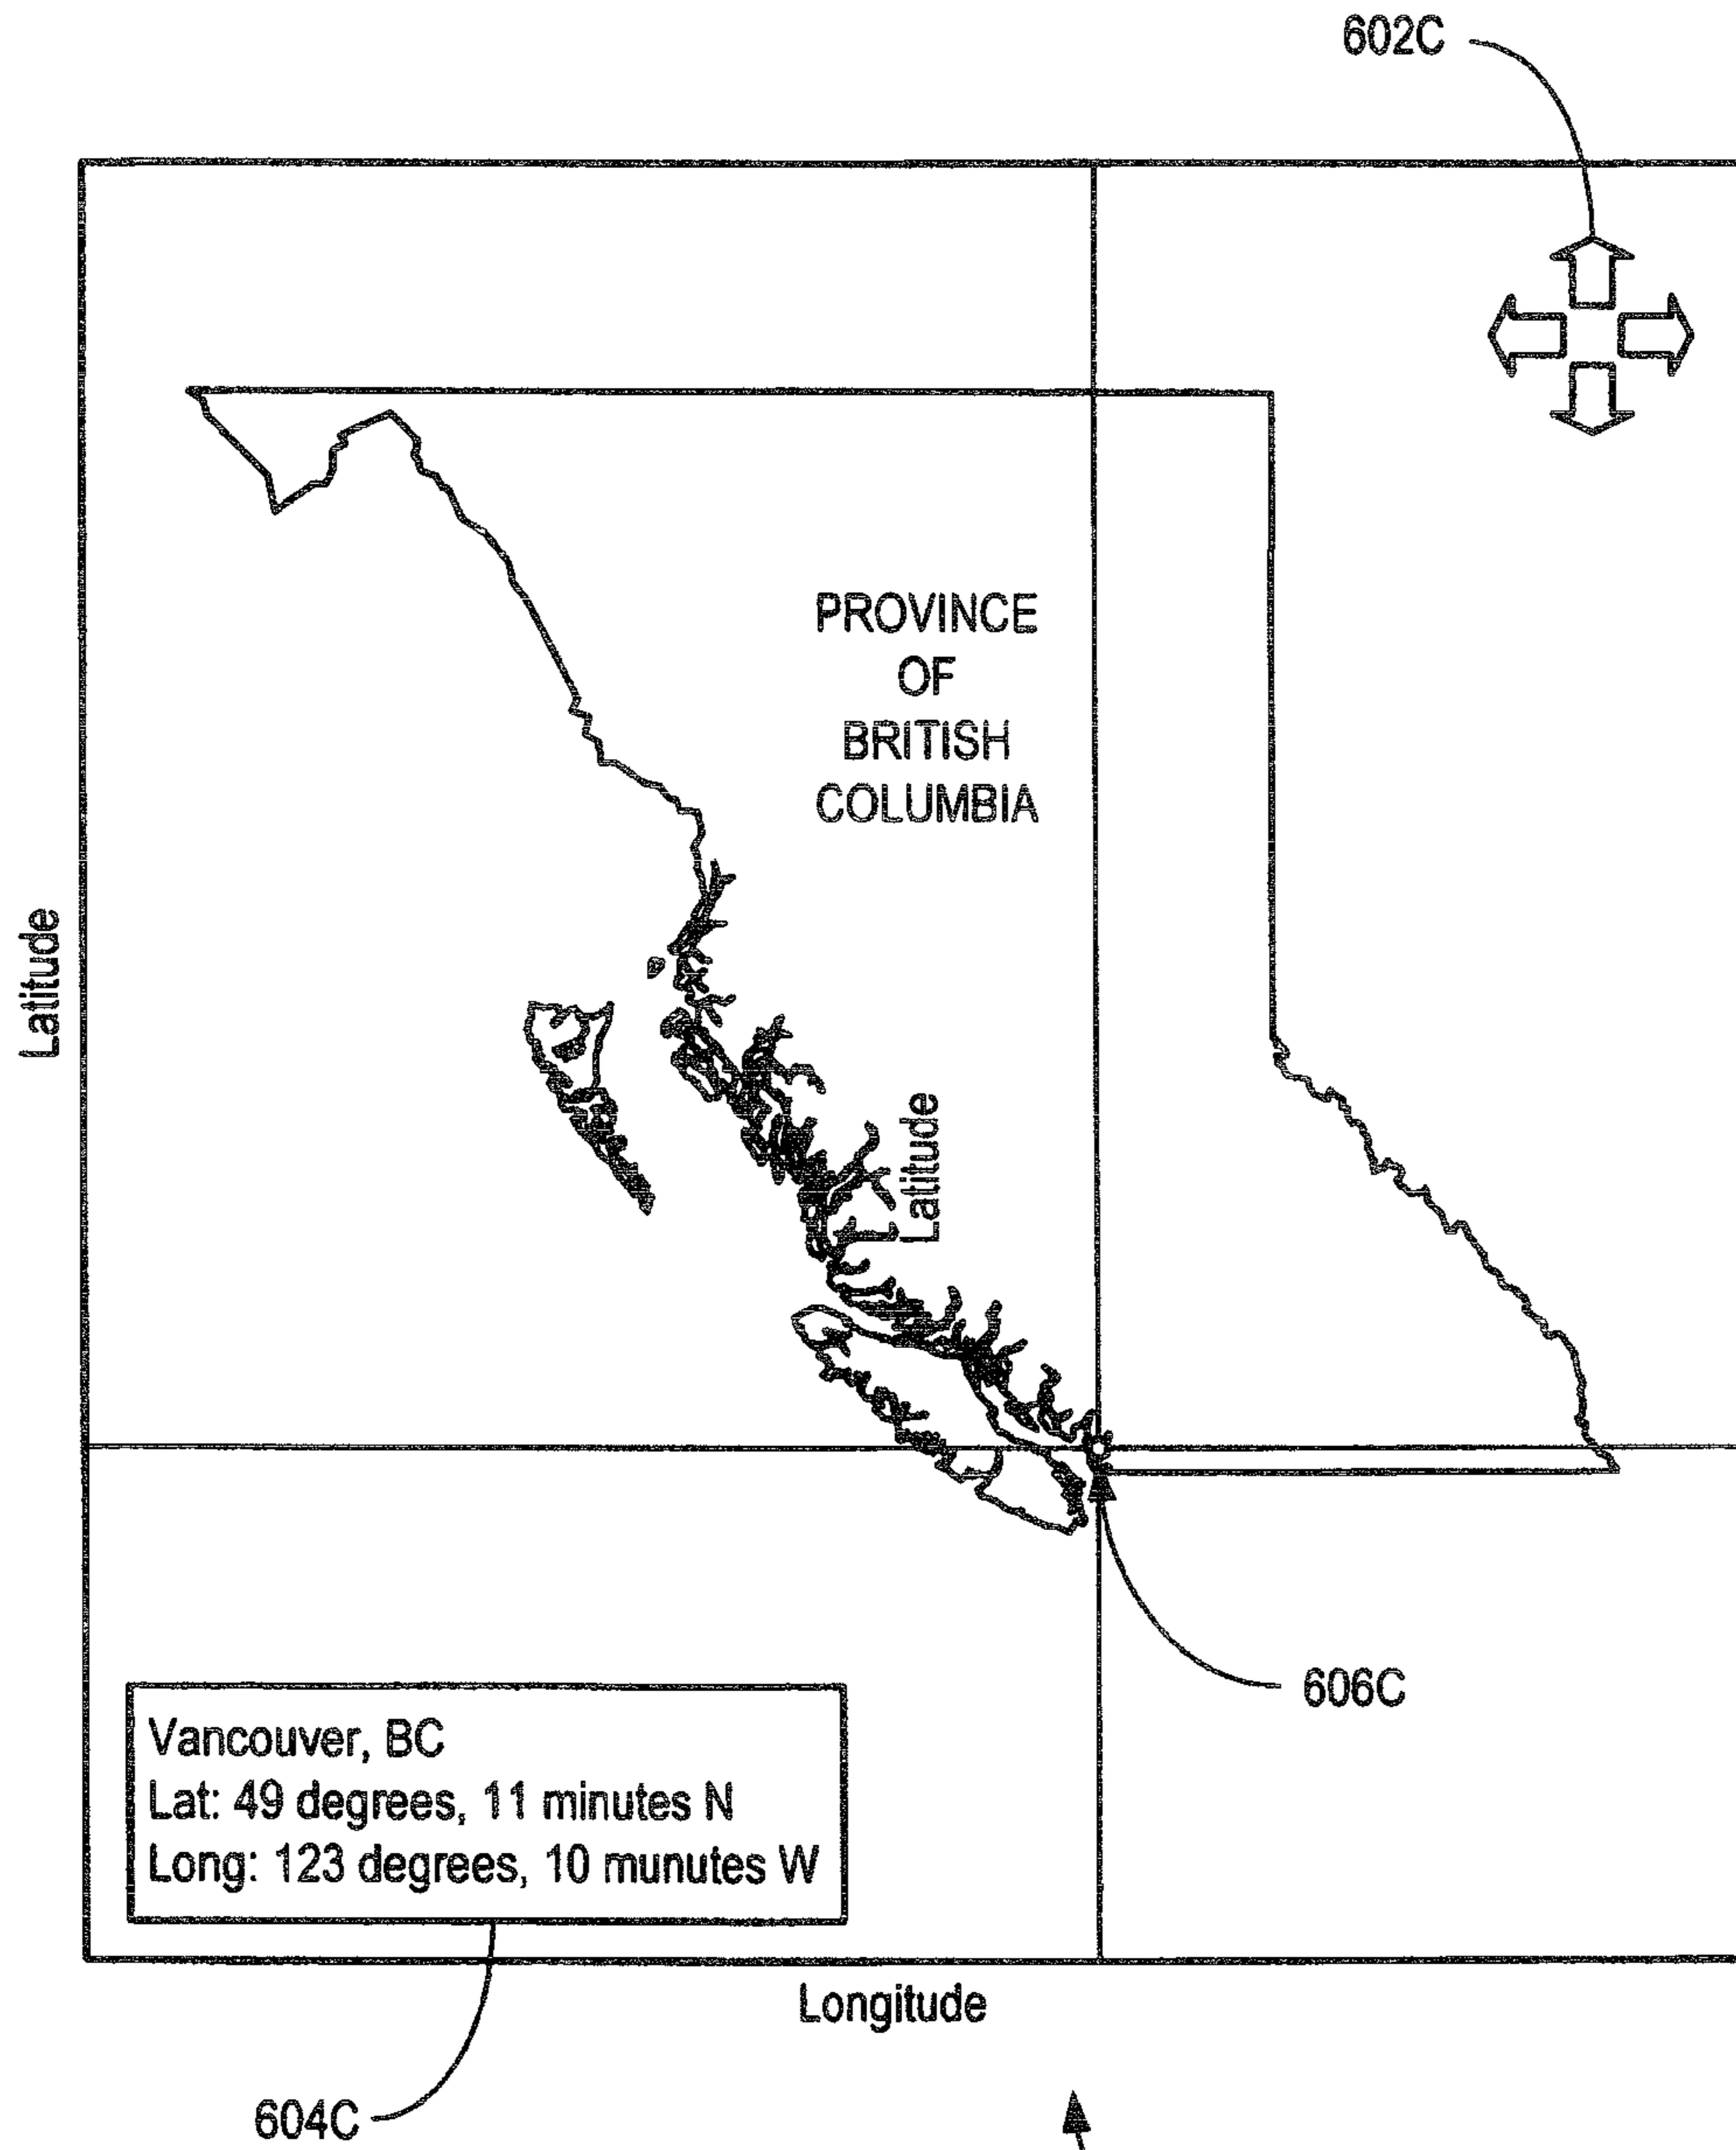 602C
PROVINCE
OF
BRITISH
COLUMBIA
Latitude
Latitude
606C
Vancouver, BC
Lat: 49 degrees, 11 minutes N
Long: 123 degrees, 10 munutes W
Longitude
604C